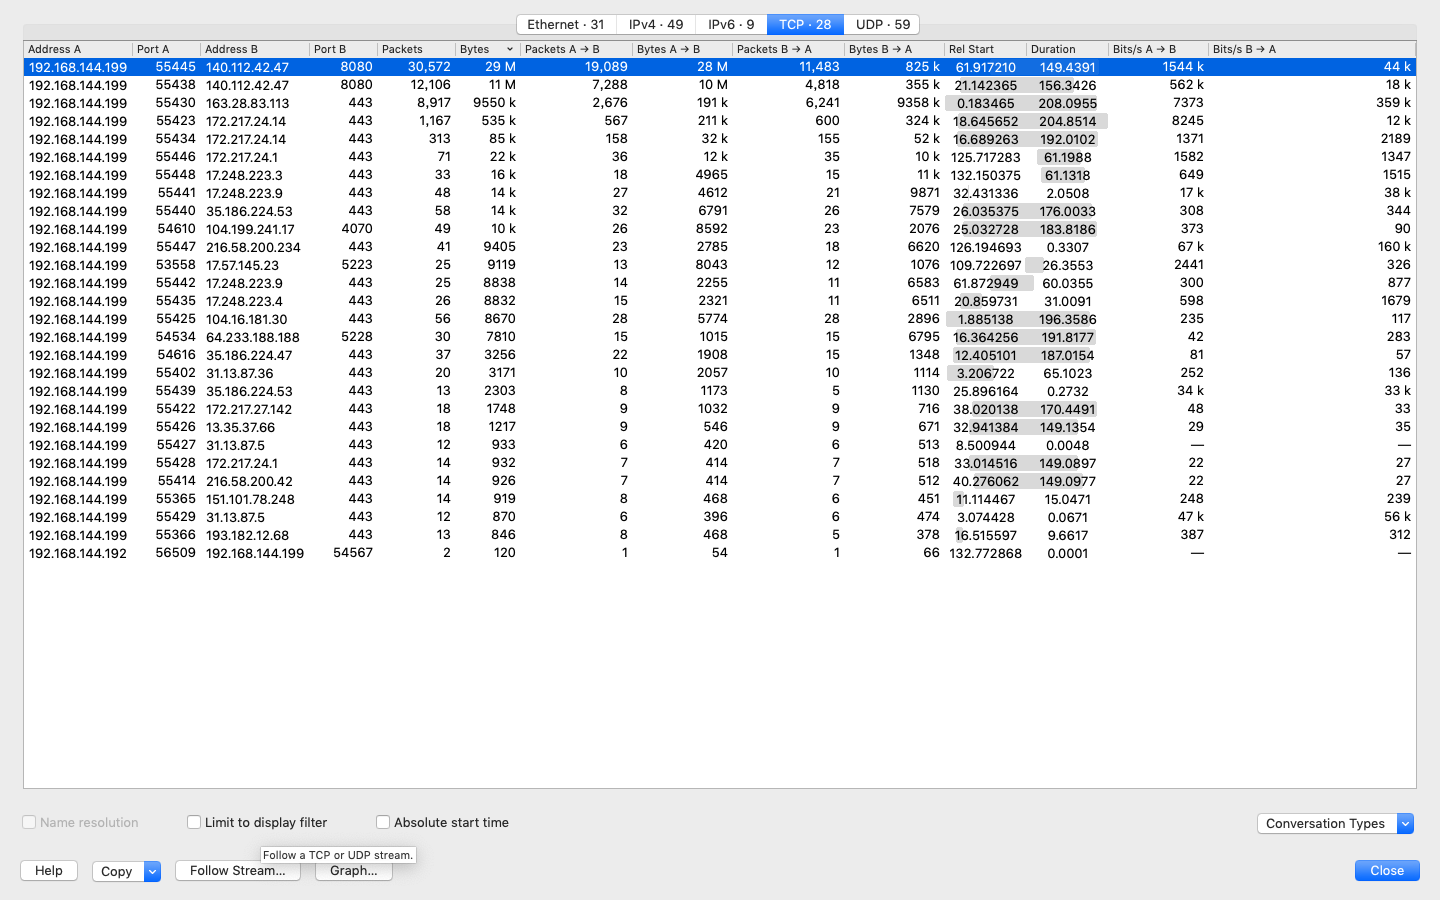 Ethernet · 31 IPv4 · 49 IPv6 · 9 TCP · 28 UDP · 59
Address A Port A Address B Port B Packets Bytes Packets A → B Bytes A → B Packets B → A Bytes B → A Rel Start Duration Bits/s A → B Bits/s B → A
192.168.144.199 55445 140.112.42.47 8080 30,572 29 M 19,089 28 M 11,483 825 k 61.917210 149.4391 1544 k 44 k
192.168.144.199 55438 140.112.42.47 8080 12,106 11 M 7,288 10 M 4,818 355 k 21.142365 156.3426 562 k 18 k
192.168.144.199 55430 163.28.83.113 443 8,917 9550 k 2,676 191 k 6,241 9358 k 0.183465 208.0955 7373 359 k
192.168.144.199 55423 172.217.24.14 443 1,167 535 k 567 211 k 600 324 k 18.645652 204.8514 8245 12 k
192.168.144.199 55434 172.217.24.14 443 313 85 k 158 32 k 155 52 k 16.689263 192.0102 1371 2189
192.168.144.199 55446 172.217.24.1 443 71 22 k 36 12 k 35 10 k 125.717283 61.1988 1582 1347
192.168.144.199 55448 17.248.223.3 443 33 16 k 18 4965 15 11 k 132.150375 61.1318 649 1515
192.168.144.199 55441 17.248.223.9 443 48 14 k 27 4612 21 9871 32.431336 2.0508 17 k 38 k
192.168.144.199 55440 35.186.224.53 443 58 14 k 32 6791 26 7579 26.035375 176.0033 308 344
192.168.144.199 54610 104.199.241.17 4070 49 10 k 26 8592 23 2076 25.032728 183.8186 373 90
192.168.144.199 55447 216.58.200.234 443 41 9405 23 2785 18 6620 126.194693 0.3307 67 k 160 k
192.168.144.199 53558 17.57.145.23 5223 25 9119 13 8043 12 1076 109.722697 26.3553 2441 326
192.168.144.199 55442 17.248.223.9 443 25 8838 14 2255 11 6583 61.872949 60.0355 300 877
192.168.144.199 55435 17.248.223.4 443 26 8832 15 2321 11 6511 20.859731 31.0091 598 1679
192.168.144.199 55425 104.16.181.30 443 56 8670 28 5774 28 2896 1.885138 196.3586 235 117
192.168.144.199 54534 64.233.188.188 5228 30 7810 15 1015 15 6795 16.364256 191.8177 42 283
192.168.144.199 54616 35.186.224.47 443 37 3256 22 1908 15 1348 12.405101 187.0154 81 57
192.168.144.199 55402 31.13.87.36 443 20 3171 10 2057 10 1114 3.206722 65.1023 252 136
192.168.144.199 55439 35.186.224.53 443 13 2303 8 1173 5 1130 25.896164 0.2732 34 k 33 k
192.168.144.199 55422 172.217.27.142 443 18 1748 9 1032 9 716 38.020138 170.4491 48 33
192.168.144.199 55426 13.35.37.66 443 18 1217 9 546 9 671 32.941384 149.1354 29 35
192.168.144.199 55427 31.13.87.5 443 12 933 6 420 6 513 8.500944 0.0048 — —
192.168.144.199 55428 172.217.24.1 443 14 932 7 414 7 518 33.014516 149.0897 22 27
192.168.144.199 55414 216.58.200.42 443 14 926 7 414 7 512 40.276062 149.0977 22 27
192.168.144.199 55365 151.101.78.248 443 14 919 8 468 6 451 11.114467 15.0471 248 239
192.168.144.199 55429 31.13.87.5 443 12 870 6 396 6 474 3.074428 0.0671 47 k 56 k
192.168.144.199 55366 193.182.12.68 443 13 846 8 468 5 378 16.515597 9.6617 387 312
192.168.144.192 56509 192.168.144.199 54567 2 120 1 54 1 66 132.772868 0.0001 — —
Name resolution Limit to display filter Absolute start time Conversation Types
Follow a TCP or UDP stream.
Help Copy Follow Stream... Graph... Close